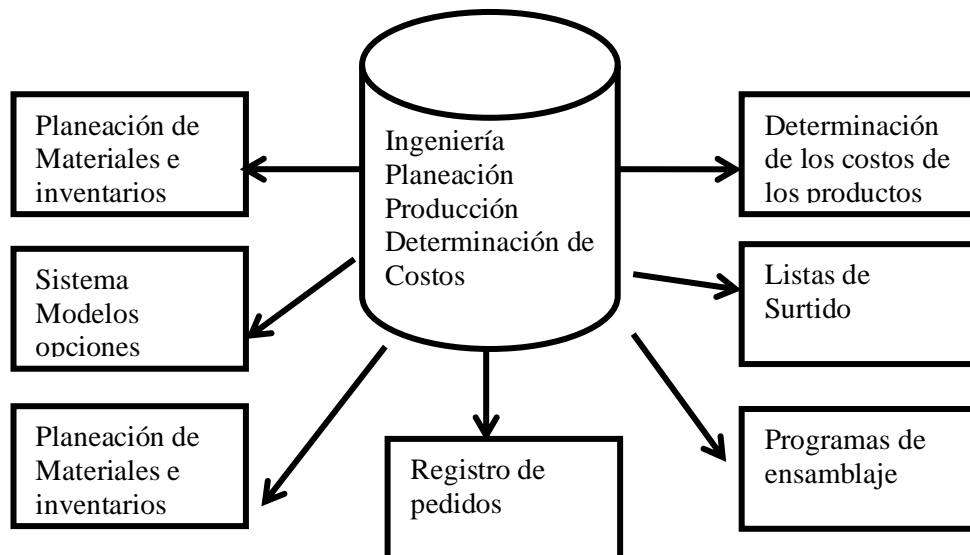 Planeación de
Materiales e
inventarios
Sistema
Modelos
opciones
Planeación de
Materiales e
inventarios
Ingeniería
Planeación
Producción
Determinación de
Costos
Registro de
pedidos
Determinación
de los costos de
los productos
Listas de
Surtido
Programas de
ensamblaje